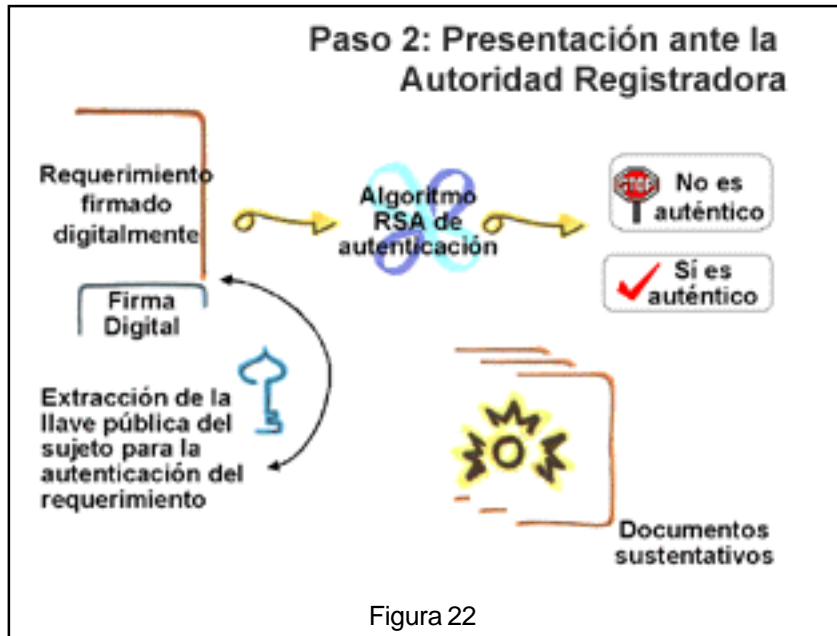 Paso 2: Presentación ante la
Autoridad Registradora
Requerimiento
firmado
digitalmente
Firma
Digital
Algoritmo
RSA de
autenticación
STOP
No es
auténtico
Sí es
auténtico
Extracción de la
llave pública del
sujeto para la
autenticación del
requerimiento
Documentos
sustentativos
Figura 22